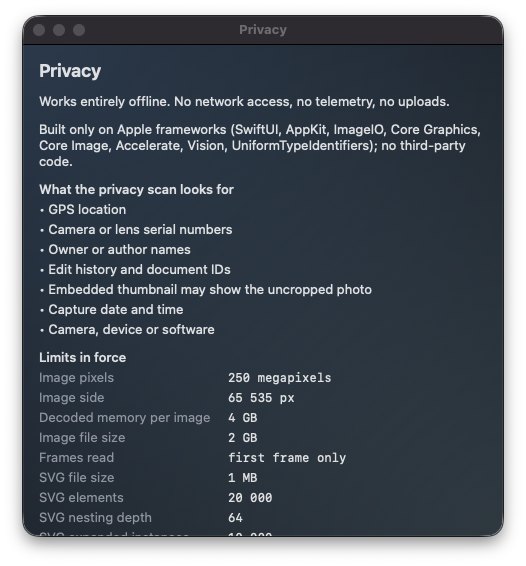 Privacy
Privacy
Works entirely offline. No network access, no telemetry, no uploads.
Built only on Apple frameworks (SwiftUI, AppKit, ImageIO, Core Graphics,
Core Image, Accelerate, Vision, UniformTypeIdentifiers); no third-party
code.
What the privacy scan looks for
• GPS location
• Camera or lens serial numbers
• Owner or author names
• Edit history and document IDs
• Embedded thumbnail may show the uncropped photo
• Capture date and time
• Camera, device or software
Limits in force
Image pixels 250 megapixels
Image side 65 535 px
Decoded memory per image 4 GB
Image file size 2 GB
Frames read first frame only
SVG file size 1 MB
SVG elements 20 000
SVG nesting depth 64